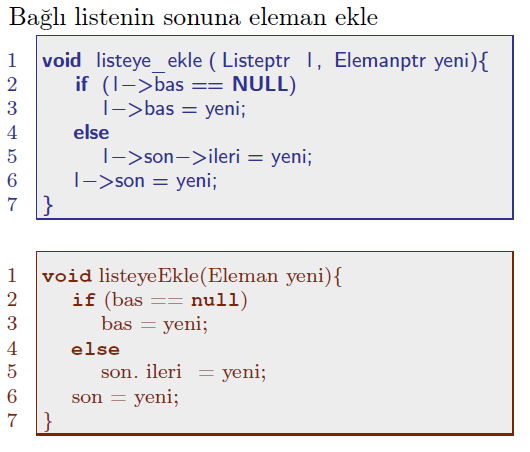 Bağlı listenin sonuna eleman ekle
1 void listeye_ekle ( Listeptr l, Elemanptr yeni){
2 if (l->bas == NULL)
3 l->bas = yeni;
4 else
5 l->son->ileri = yeni;
6 l->son = yeni;
7 }
1 void listeyeEkle(Eleman yeni){
2 if (bas == null)
3 bas = yeni;
4 else
5 son. ileri = yeni;
6 son = yeni;
7 }